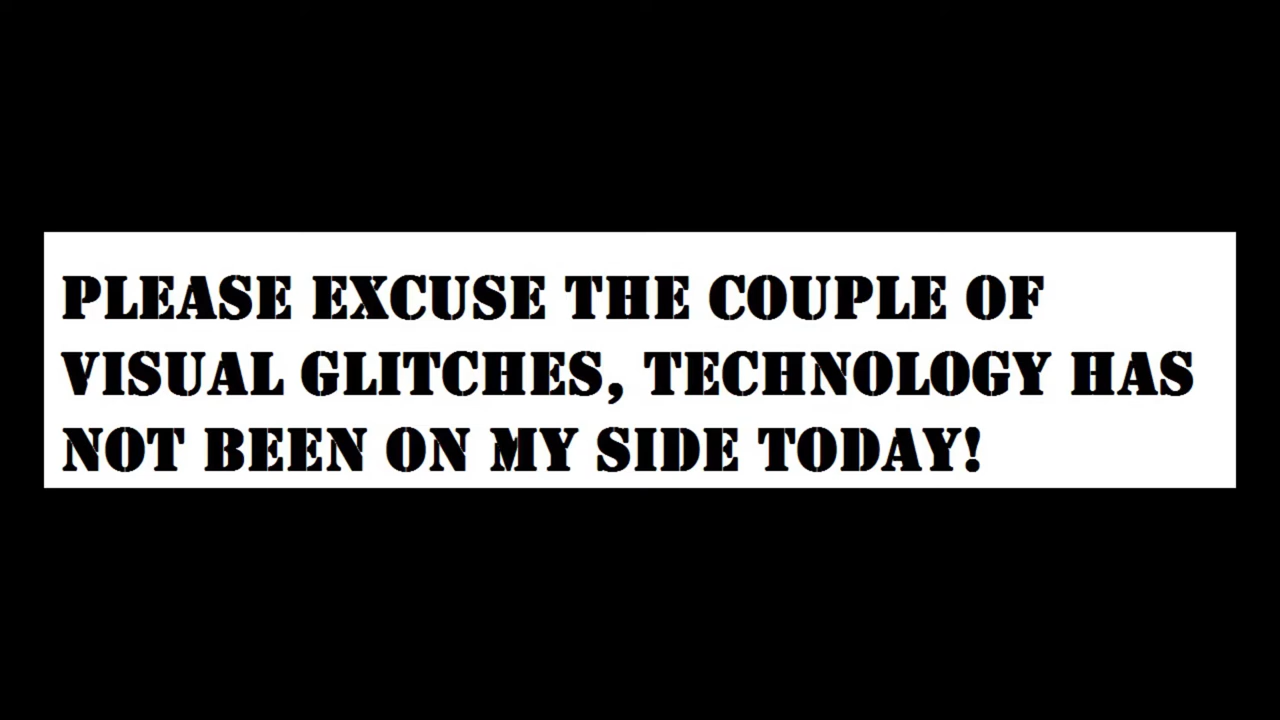 PLEASE EXCUSE THE COUPLE OF
VISUAL GLITCHES, TECHNOLOGY HAS
NOT BEEN ON MY SIDE TODAY!